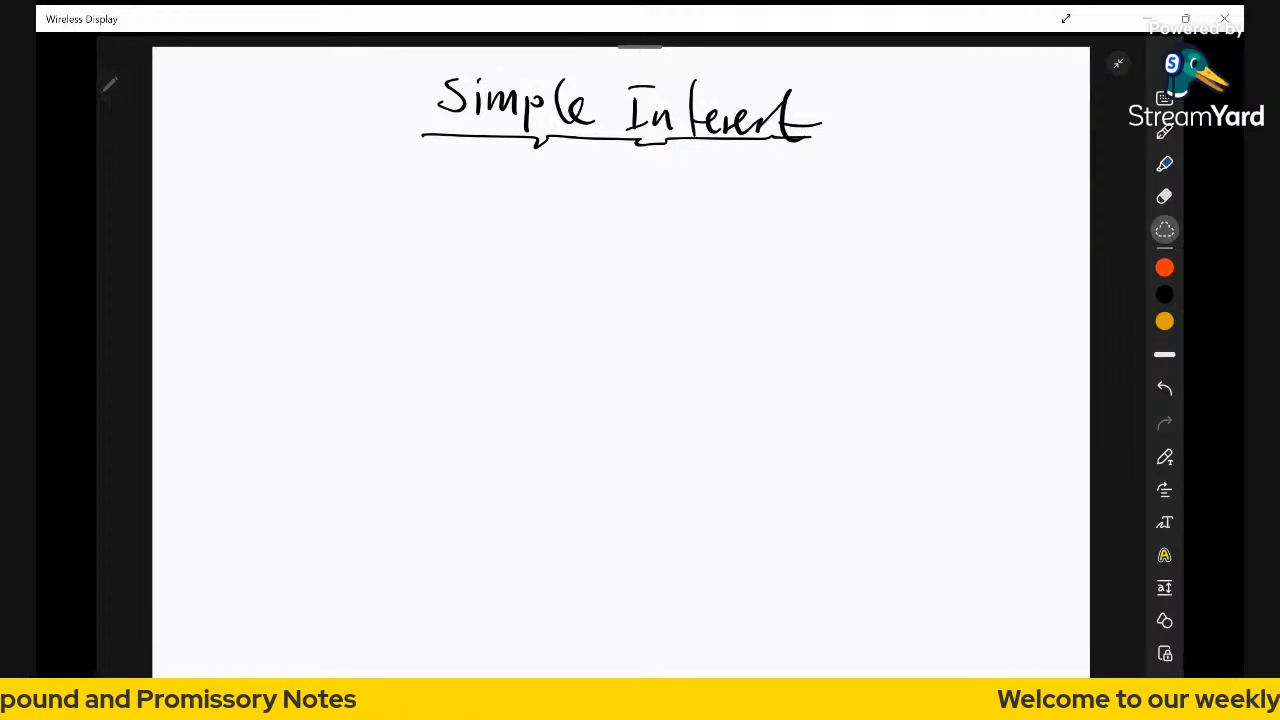 Wireless Display
Powered by
S
StreamYard
Simple Interest
pound and Promissory Notes
Welcome to our weekly